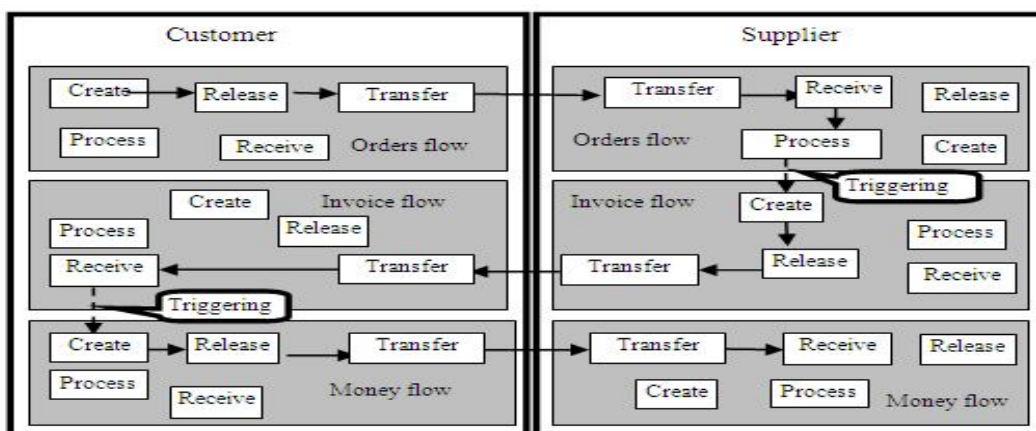 Customer
Create
Release
Transfer
Process
Receive
Orders flow
Create
Invoice flow
Release
Process
Receive
Transfer
Triggering
Create
Release
Transfer
Process
Receive
Money flow
Supplier
Transfer
Receive
Release
Orders flow
Process
Create
Triggering
Invoice flow
Create
Process
Transfer
Release
Receive
Transfer
Receive
Release
Create
Process
Money flow